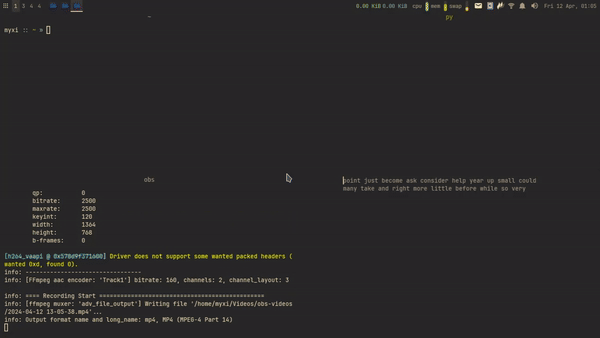 1 3 4 4
0.00 KiB 0.00 KiB cpu mem swap Fri 12 Apr, 01:05
~ py
myxi :: ~ »
obs
point just become ask consider help year up small could
many take and right more little before while so very
qp: 0
bitrate: 2500
maxrate: 2500
keyint: 120
width: 1364
height: 768
b-frames: 0
[h264_vaapi @ 0x578d9f371600] Driver does not support some wanted packed headers (
wanted 0xd, found 0).
info: ---------------------------------
info: [FFmpeg aac encoder: 'Track1'] bitrate: 160, channels: 2, channel_layout: 3
info: ==== Recording Start ===============================================
info: [ffmpeg muxer: 'adv_file_output'] Writing file '/home/myxi/Videos/obs-videos
/2024-04-12 13-05-38.mp4'...
info: Output format name and long_name: mp4, MP4 (MPEG-4 Part 14)